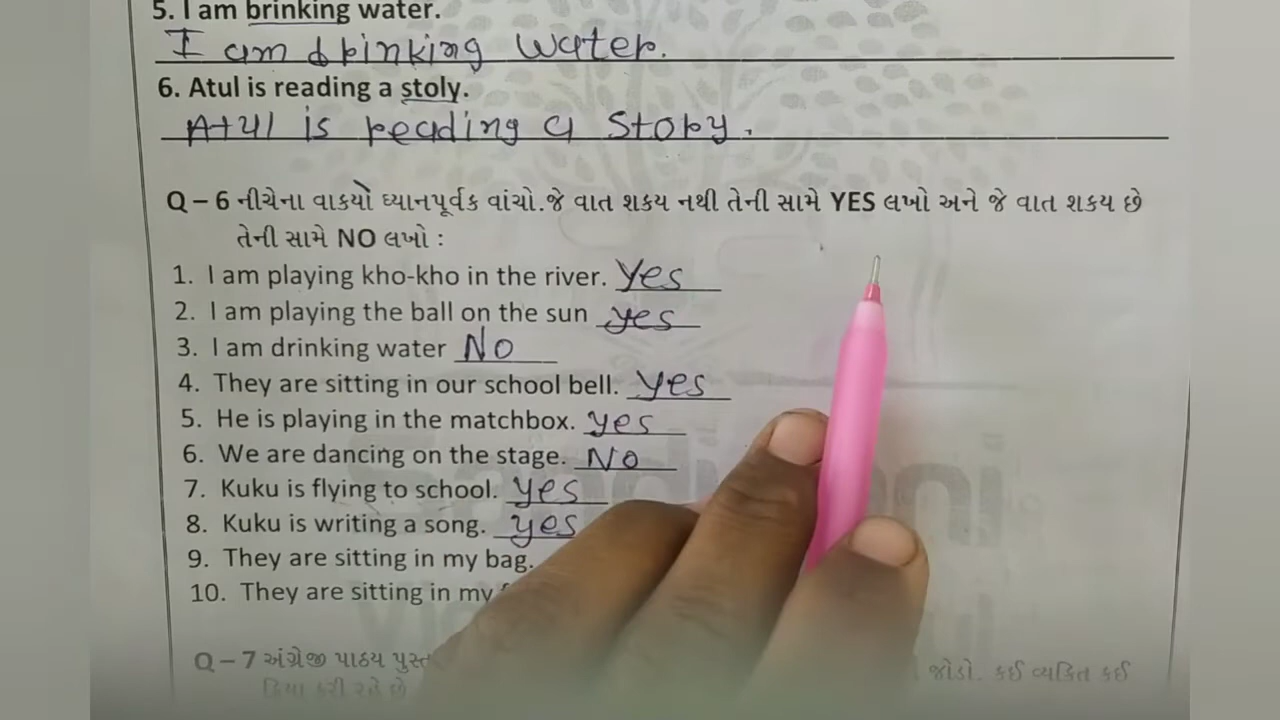 5. I am brinking water.
I am drinking water.
6. Atul is reading a stoly.
Atul is reading a story.
Q – 6 નીચેના વાક્યો ધ્યાનપૂર્વક વાંચો.જે વાત શક્ય નથી તેની સામે YES લખો અને જે વાત શક્ય છે
તેની સામે NO લખો :
1. I am playing kho-kho in the river. Yes
2. I am playing the ball on the sun yes
3. I am drinking water No
4. They are sitting in our school bell. yes
5. He is playing in the matchbox. yes
6. We are dancing on the stage. No
7. Kuku is flying to school. yes
8. Kuku is writing a song. yes
9. They are sitting in my bag.
10. They are sitting in my
Q – 7 અંગ્રેજી પાઠ્ય જોડો. કઈ વ્યકિત કઈ
ક્રિયા કરી રહે છે